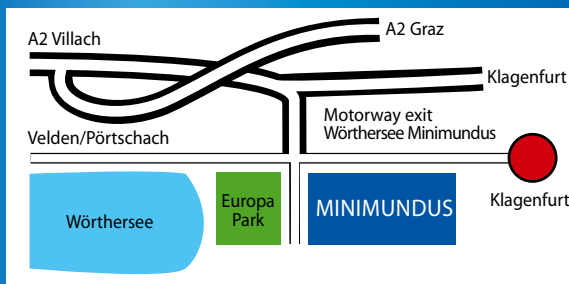 A2 Graz
A2 Villach
Klagenfurt
Motorway exit
Wörthersee Minimundus
Velden/Pörtschach
Europa
Park
MINIMUNDUS
Klagenfurt
Wörthersee